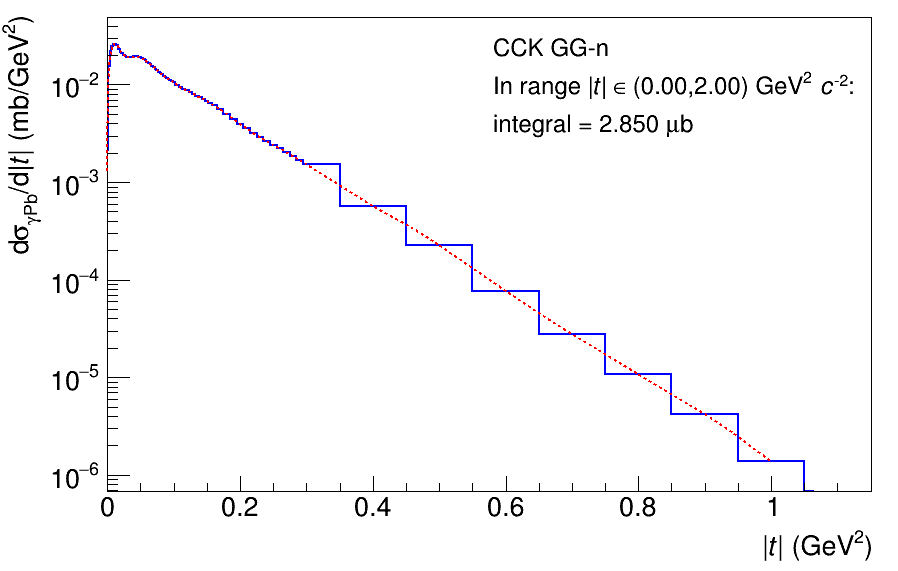 CCK GG-n
In range |t| ∈ (0.00,2.00) GeV² c⁻²:
integral = 2.850 μb
dσ_γPb/d|t| (mb/GeV²)
10⁻²
10⁻³
10⁻⁴
10⁻⁵
10⁻⁶
0 0.2 0.4 0.6 0.8 1
|t| (GeV²)